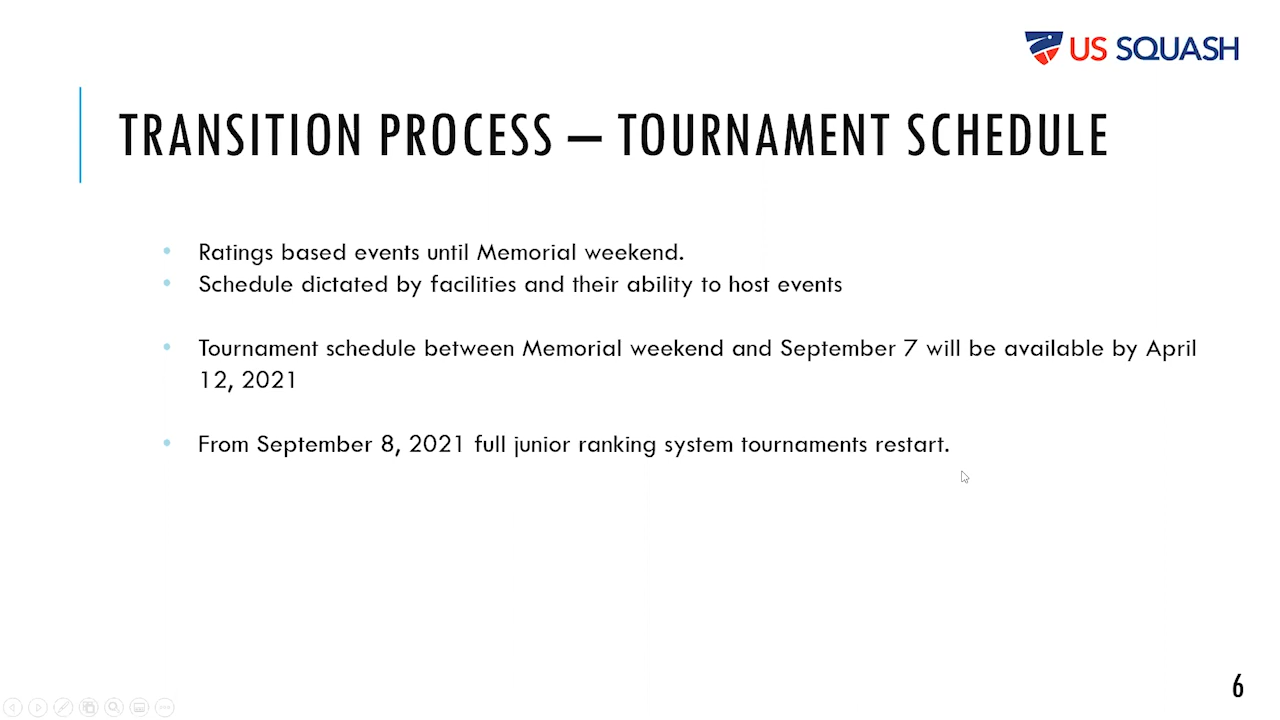 US SQUASH
TRANSITION PROCESS – TOURNAMENT SCHEDULE
• Ratings based events until Memorial weekend.
• Schedule dictated by facilities and their ability to host events
• Tournament schedule between Memorial weekend and September 7 will be available by April
12, 2021
• From September 8, 2021 full junior ranking system tournaments restart.
6